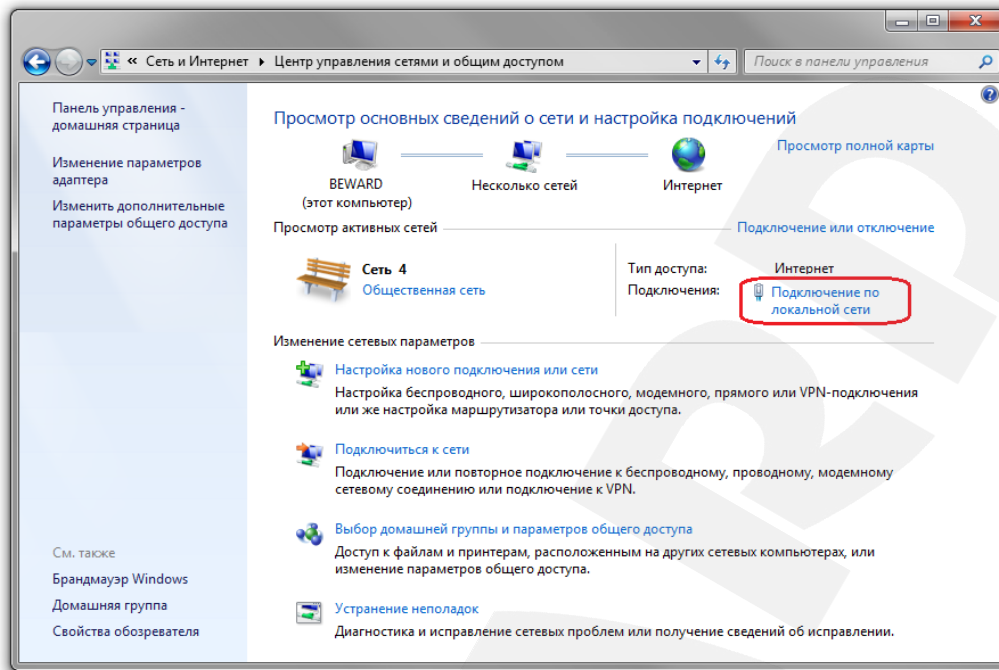 « Сеть и Интернет ▸ Центр управления сетями и общим доступом
Поиск в панели управления
Панель управления -
домашняя страница
Изменение параметров
адаптера
Изменить дополнительные
параметры общего доступа
См. также
Брандмауэр Windows
Домашняя группа
Свойства обозревателя
Просмотр основных сведений о сети и настройка подключений
Просмотр полной карты
BEWARD
(этот компьютер)
Несколько сетей
Интернет
Просмотр активных сетей
Подключение или отключение
Сеть 4
Общественная сеть
Тип доступа: Интернет
Подключения: Подключение по
локальной сети
Изменение сетевых параметров
Настройка нового подключения или сети
Настройка беспроводного, широкополосного, модемного, прямого или VPN-подключения
или же настройка маршрутизатора или точки доступа.
Подключиться к сети
Подключение или повторное подключение к беспроводному, проводному, модемному
сетевому соединению или подключение к VPN.
Выбор домашней группы и параметров общего доступа
Доступ к файлам и принтерам, расположенным на других сетевых компьютерах, или
изменение параметров общего доступа.
Устранение неполадок
Диагностика и исправление сетевых проблем или получение сведений об исправлении.